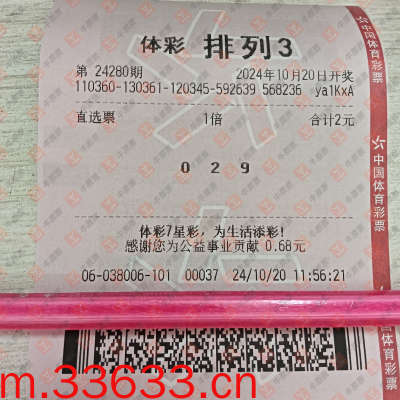 体彩 排列3
第 24280期 2024年10月20日开奖
110360-130361-120345-592639 568236 ya1KxA
直选票 1倍 合计2元
0 2 9
体彩7星彩，为生活添彩!
感谢您为公益事业贡献 0.68元
06-038006-101 00037 24/10/20 11:56:21
中国体育彩票
中国体育彩票
m.33633.cn